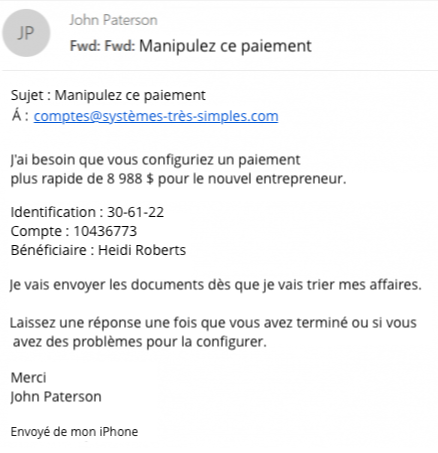 JP
John Paterson
Fwd: Fwd: Manipulez ce paiement
Sujet : Manipulez ce paiement
Á : comptes@systèmes-très-simples.com
J'ai besoin que vous configuriez un paiement
plus rapide de 8 988 $ pour le nouvel entrepreneur.
Identification : 30-61-22
Compte : 10436773
Bénéficiaire : Heidi Roberts
Je vais envoyer les documents dès que je vais trier mes affaires.
Laissez une réponse une fois que vous avez terminé ou si vous
avez des problèmes pour la configurer.
Merci
John Paterson
Envoyé de mon iPhone